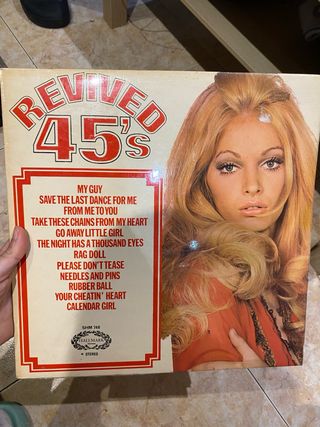 REVIVED
45's
MY GUY
SAVE THE LAST DANCE FOR ME
FROM ME TO YOU
TAKE THESE CHAINS FROM MY HEART
GO AWAY LITTLE GIRL
THE NIGHT HAS A THOUSAND EYES
RAG DOLL
PLEASE DON'T TEASE
NEEDLES AND PINS
RUBBER BALL
YOUR CHEATIN' HEART
CALENDAR GIRL
HALLMARK
STEREO